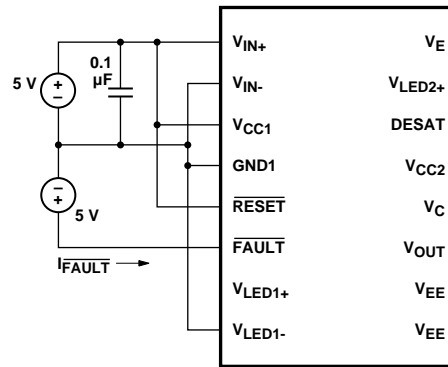 0.1
µF
5 V
5 V
I_FAULT
V_IN+
V_IN-
V_CC1
GND1
RESET
FAULT
V_LED1+
V_LED1-
V_E
V_LED2+
DESAT
V_CC2
V_C
V_OUT
V_EE
V_EE